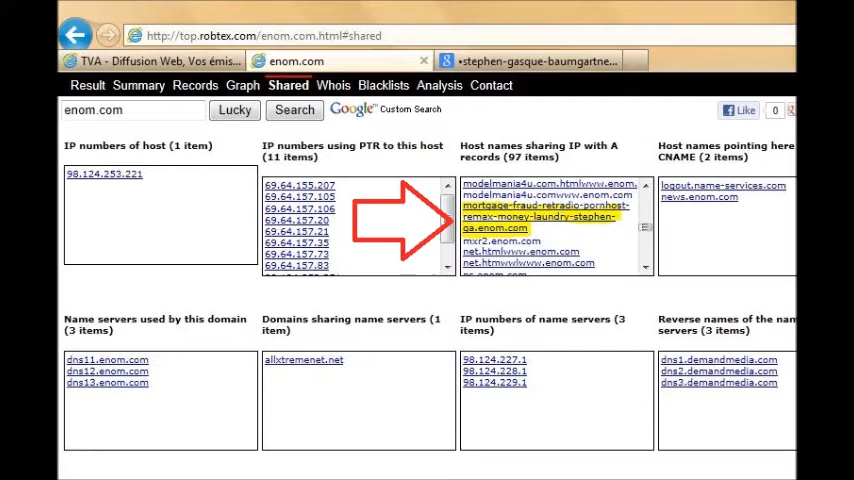 http://top.robtex.com/enom.com.html#shared
TVA - Diffusion Web, Vos émis...
enom.com
•stephen-gasque-baumgartne...
Result Summary Records Graph Shared Whois Blacklists Analysis Contact
enom.com Lucky Search Google™ Custom Search Like 0
IP numbers of host (1 item)
98.124.253.221
IP numbers using PTR to this host
(11 items)
69.64.155.207
69.64.157.105
69.64.157.106
69.64.157.20
69.64.157.21
69.64.157.35
69.64.157.73
69.64.157.83
Host names sharing IP with A
records (97 items)
modelmania4u.com.htmlwww.enom.
modelmania4u.comwww.enom.com
mortgage-fraud-retradio-pornhost-
remax-money-laundry-stephen-
ga.enom.com
mxr2.enom.com
net.htmwww.enom.com
net.htmwlwww.enom.com
ns.enom.com
Host names pointing here
CNAME (2 items)
logout.name-services.com
news.enom.com
Name servers used by this domain
(3 items)
dns11.enom.com
dns12.enom.com
dns13.enom.com
Domains sharing name servers (1
item)
allxtremenet.net
IP numbers of name servers (3
items)
98.124.227.1
98.124.228.1
98.124.229.1
Reverse names of the nam
servers (3 items)
dns1.demandmedia.com
dns2.demandmedia.com
dns3.demandmedia.com